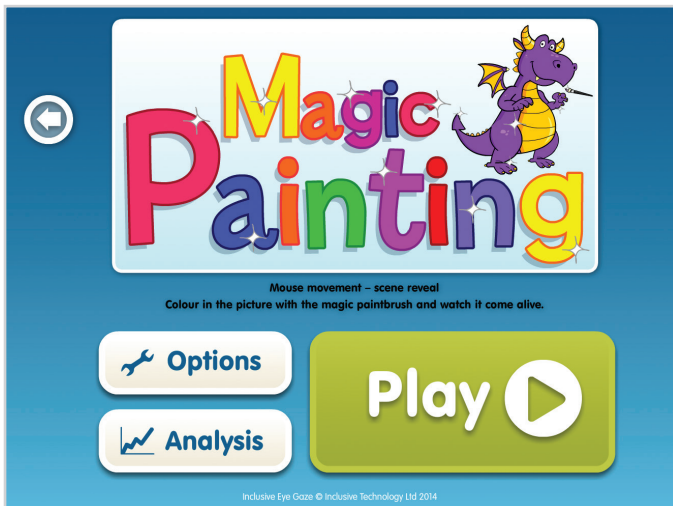 Magic
Painting
Mouse movement – scene reveal
Colour in the picture with the magic paintbrush and watch it come alive.
Options
Play
Analysis
Inclusive Eye Gaze © Inclusive Technology Ltd 2014